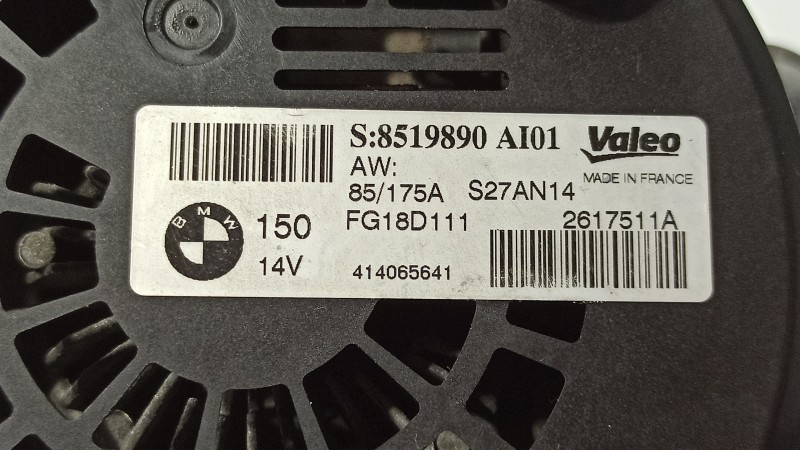 S:8519890 AI01 Valeo
AW:
85/175A S27AN14 MADE IN FRANCE
BMW 150 FG18D111 2617511A
14V 414065641